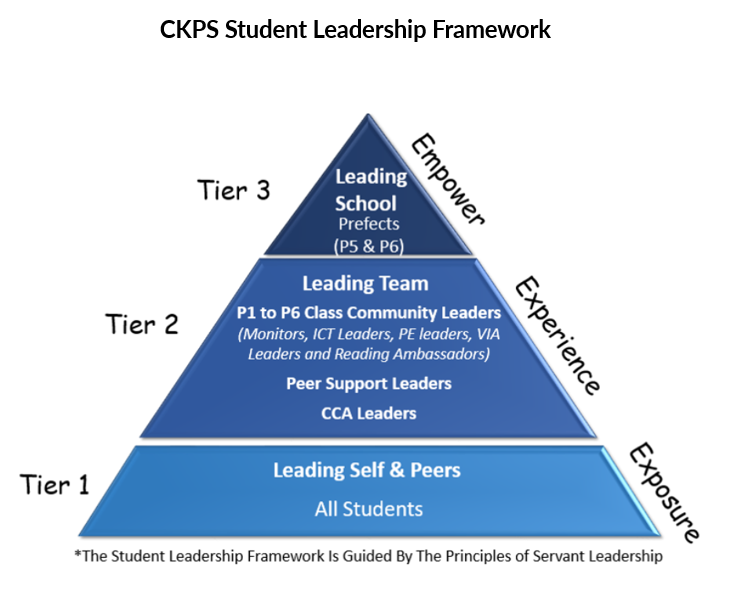 CKPS Student Leadership Framework
Tier 3
Leading
School
Prefects
(P5 & P6)
Empower
Tier 2
Leading Team
P1 to P6 Class Community Leaders
(Monitors, ICT Leaders, PE leaders, VIA
Leaders and Reading Ambassadors)
Peer Support Leaders
CCA Leaders
Experience
Tier 1
Leading Self & Peers
All Students
Exposure
*The Student Leadership Framework Is Guided By The Principles of Servant Leadership